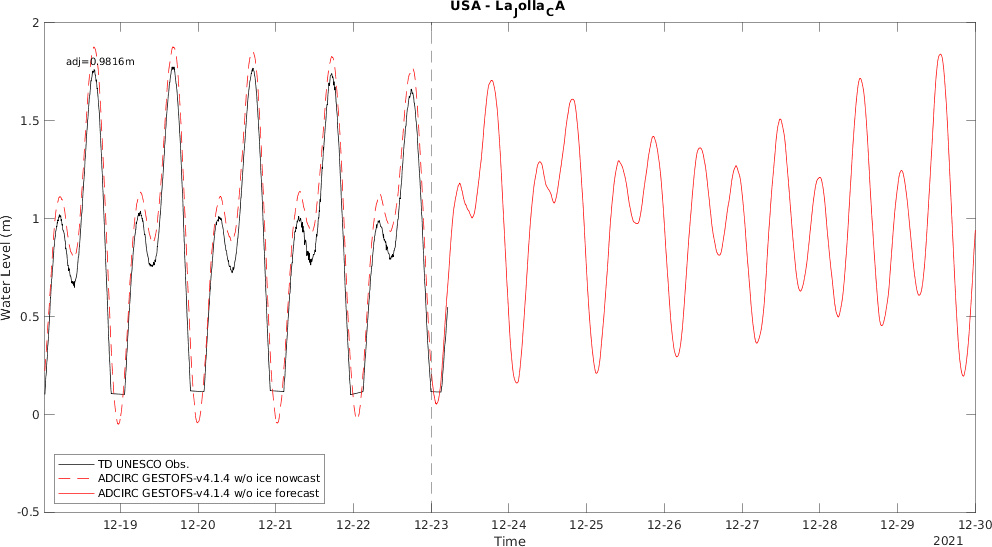 USA - LaJollaCA
adj=0.9816m
2
1.5
1
0.5
0
-0.5
Water Level (m)
TD UNESCO Obs.
ADCIRC GESTOFS-v4.1.4 w/o ice nowcast
ADCIRC GESTOFS-v4.1.4 w/o ice forecast
12-19 12-20 12-21 12-22 12-23 12-24 12-25 12-26 12-27 12-28 12-29 12-30
Time
2021